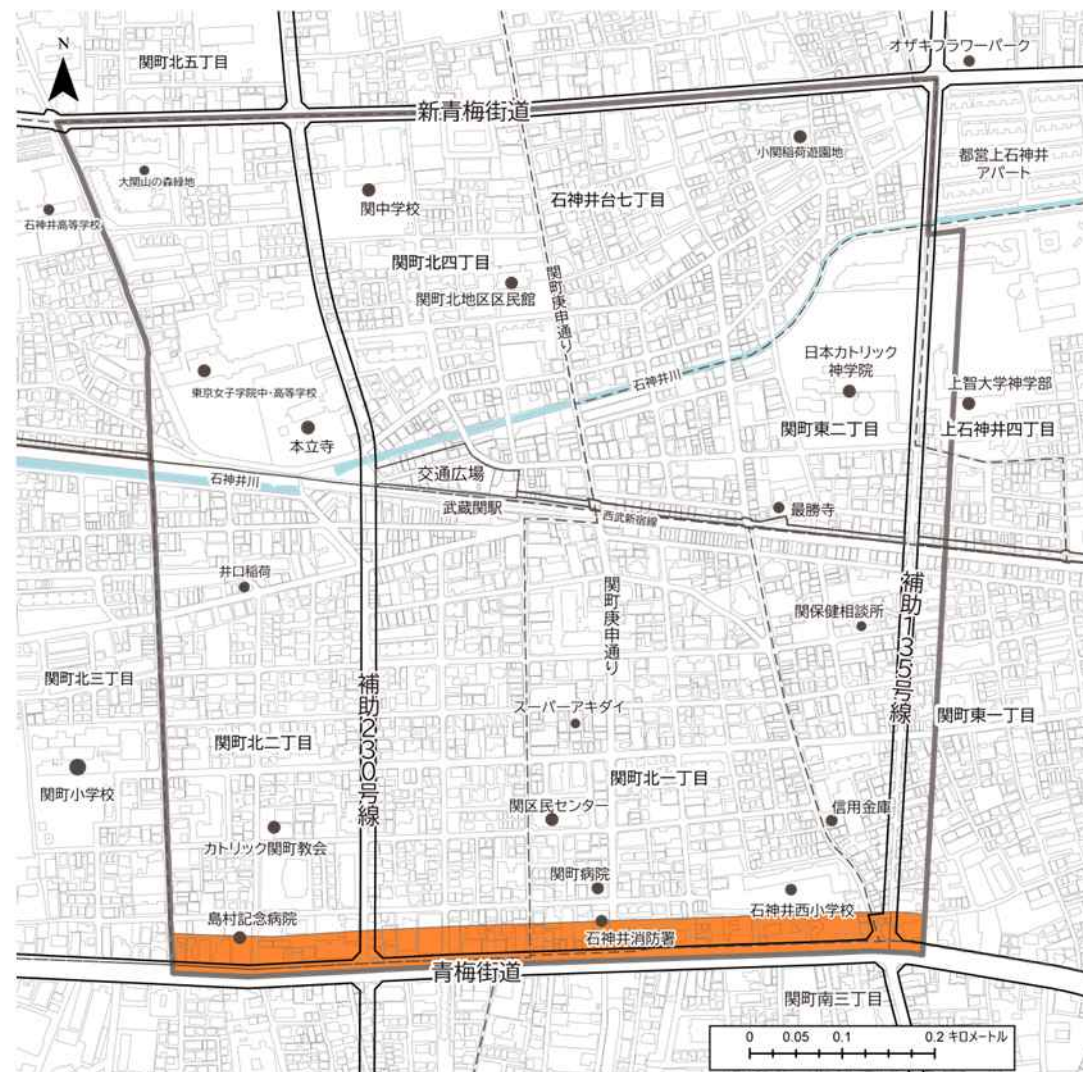 オザキフラワーパーク
N
関町北五丁目
新青梅街道
小関稲荷遊園地
都営上石神井
アパート
大関山の森緑地
関中学校
石神井台七丁目
石神井高等学校
関町北四丁目
関町庚申通り
関町北地区区民館
日本カトリック
神学院
石神井川
上智大学神学部
東京女子学院中・高等学校
本立寺
関町東二丁目
上石神井四丁目
交通広場
石神井川
武蔵関駅
西武新宿線
最勝寺
井口稲荷
関町庚申通り
補助135号線
関保健相談所
関町北三丁目
補助230号線
スーパーアキダイ
関町東一丁目
関町北二丁目
関町北一丁目
関町小学校
関区民センター
信用金庫
カトリック関町教会
関町病院
石神井西小学校
島村記念病院
石神井消防署
青梅街道
関町南三丁目
0 0.05 0.1 0.2 キロメートル